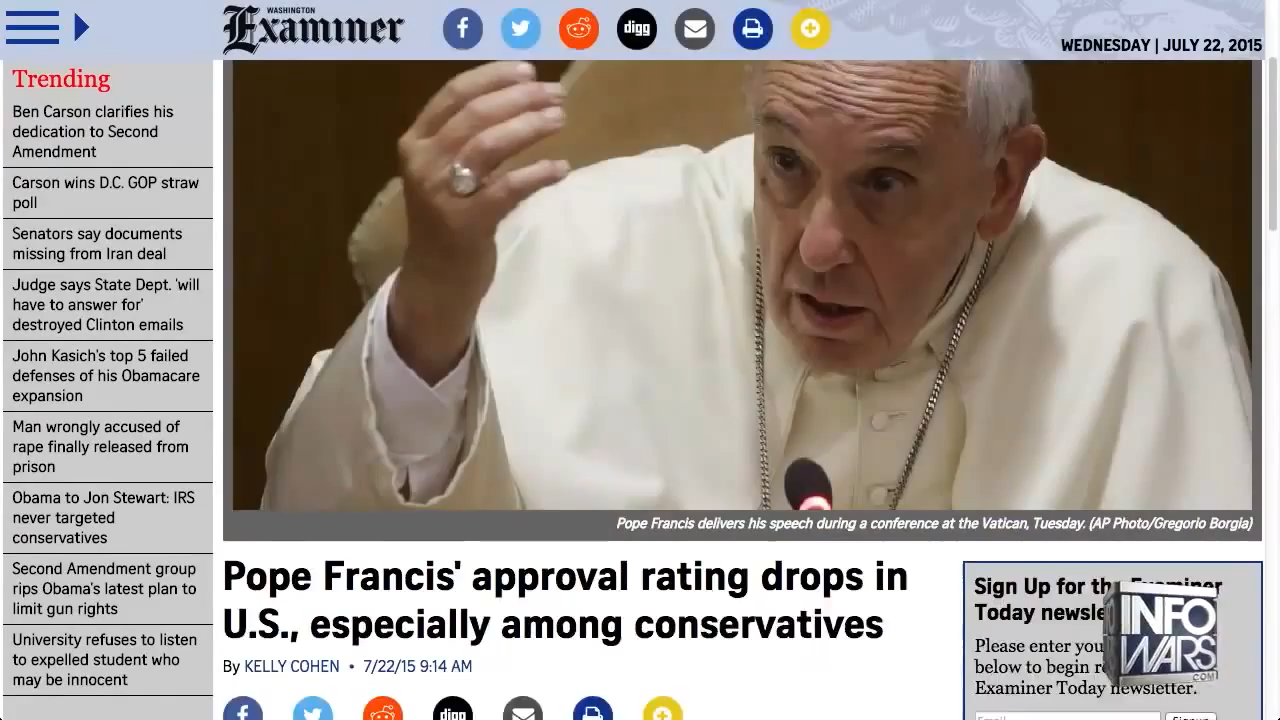 WASHINGTON
Examiner
digg
WEDNESDAY | JULY 22, 2015
Trending
Ben Carson clarifies his
dedication to Second
Amendment
Carson wins D.C. GOP straw
poll
Senators say documents
missing from Iran deal
Judge says State Dept. 'will
have to answer for'
destroyed Clinton emails
John Kasich's top 5 failed
defenses of his Obamacare
expansion
Man wrongly accused of
rape finally released from
prison
Obama to Jon Stewart: IRS
never targeted
conservatives
Second Amendment group
rips Obama's latest plan to
limit gun rights
University refuses to listen
to expelled student who
may be innocent
Pope Francis delivers his speech during a conference at the Vatican, Tuesday. (AP Photo/Gregorio Borgia)
Pope Francis' approval rating drops in
U.S., especially among conservatives
By KELLY COHEN • 7/22/15 9:14 AM
digg
Sign Up for the Examiner
Today
Please enter you
below to begin
Examiner Today newsletter.
Email
Signup
INFO
WARS
.COM